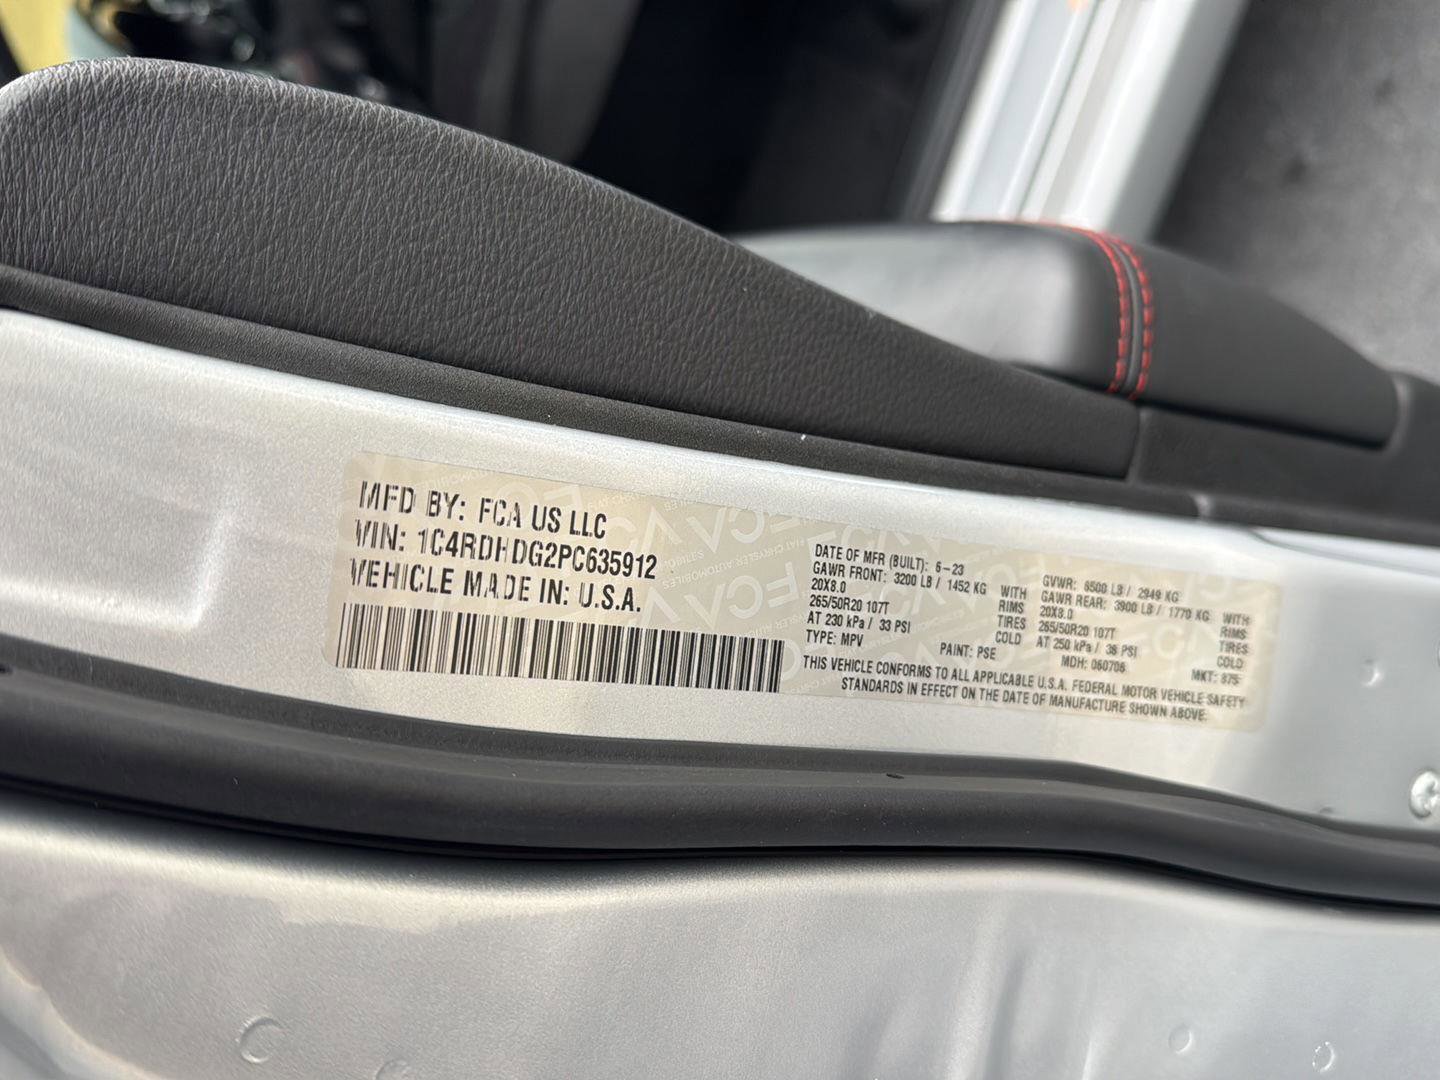 MFD BY: FCA US LLC
VIN: 1C4RDHDG2PC635912
VEHICLE MADE IN: U.S.A.
DATE OF MFR (BUILT): 6-23
GAWR FRONT: 3200 LB / 1452 KG WITH
20X8.0 RIMS
265/50R20 107T TIRES
AT 230 kPa / 33 PSI COLD
TYPE: MPV
GVWR: 6500 LB / 2949 KG
GAWR REAR: 3900 LB / 1770 KG WITH
20X8.0 RIMS
265/50R20 107T TIRES
AT 250 kPa / 36 PSI COLD
PAINT: PSE MDH: 060706 MKT: 875
THIS VEHICLE CONFORMS TO ALL APPLICABLE U.S.A. FEDERAL MOTOR VEHICLE SAFETY
STANDARDS IN EFFECT ON THE DATE OF MANUFACTURE SHOWN ABOVE.